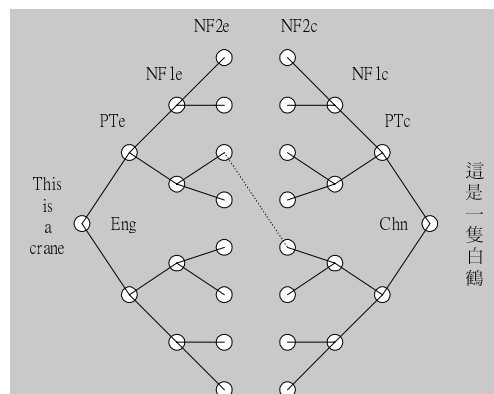 NF2e NF2c
NF1e NF1c
PTe PTc
This
is
a
crane
Eng Chn
這是一隻白鶴